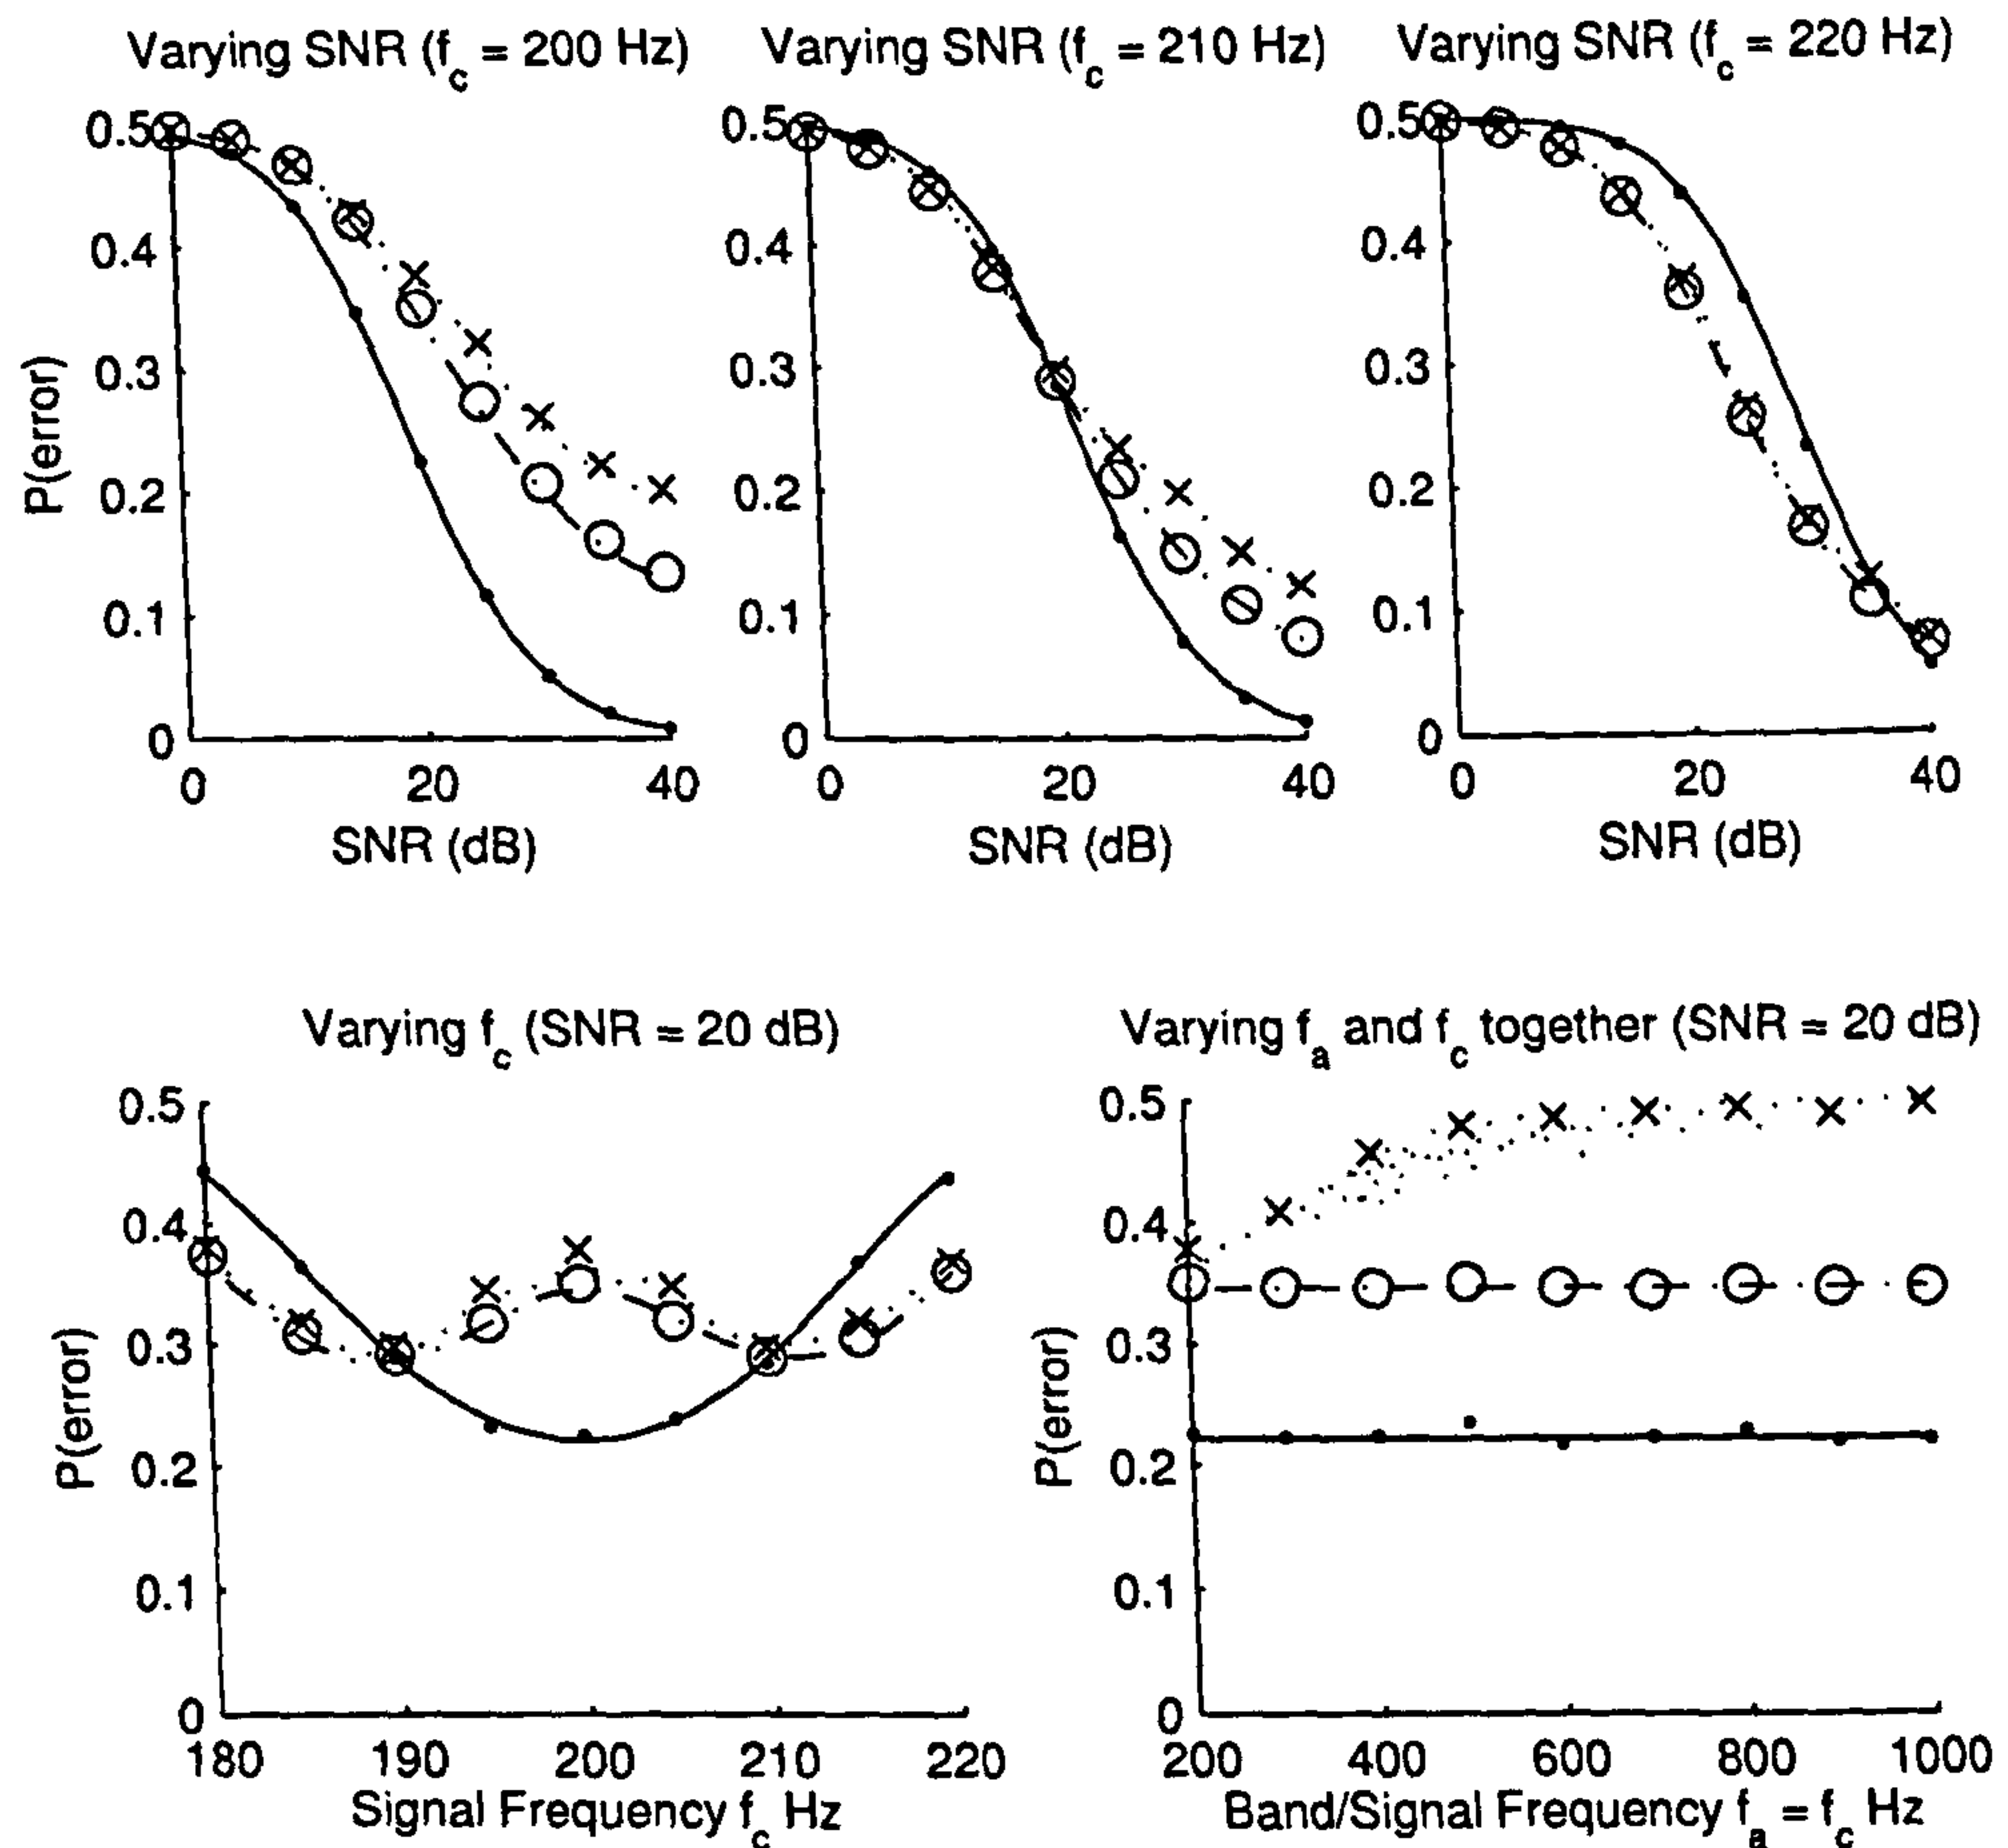 Varying SNR (f_c = 200 Hz)
Varying SNR (f_c = 210 Hz)
Varying SNR (f_c = 220 Hz)
P(error)
0.5
0.4
0.3
0.2
0.1
0
0 20 40
SNR (dB)
0.5
0.4
0.3
0.2
0.1
0
0 20 40
SNR (dB)
0.5
0.4
0.3
0.2
0.1
0
0 20 40
SNR (dB)
Varying f_c (SNR = 20 dB)
P(error)
0.5
0.4
0.3
0.2
0.1
0
180 190 200 210 220
Signal Frequency f_c Hz
Varying f_a and f_c together (SNR = 20 dB)
P(error)
0.5
0.4
0.3
0.2
0.1
0
200 400 600 800 1000
Band/Signal Frequency f_a = f_c Hz